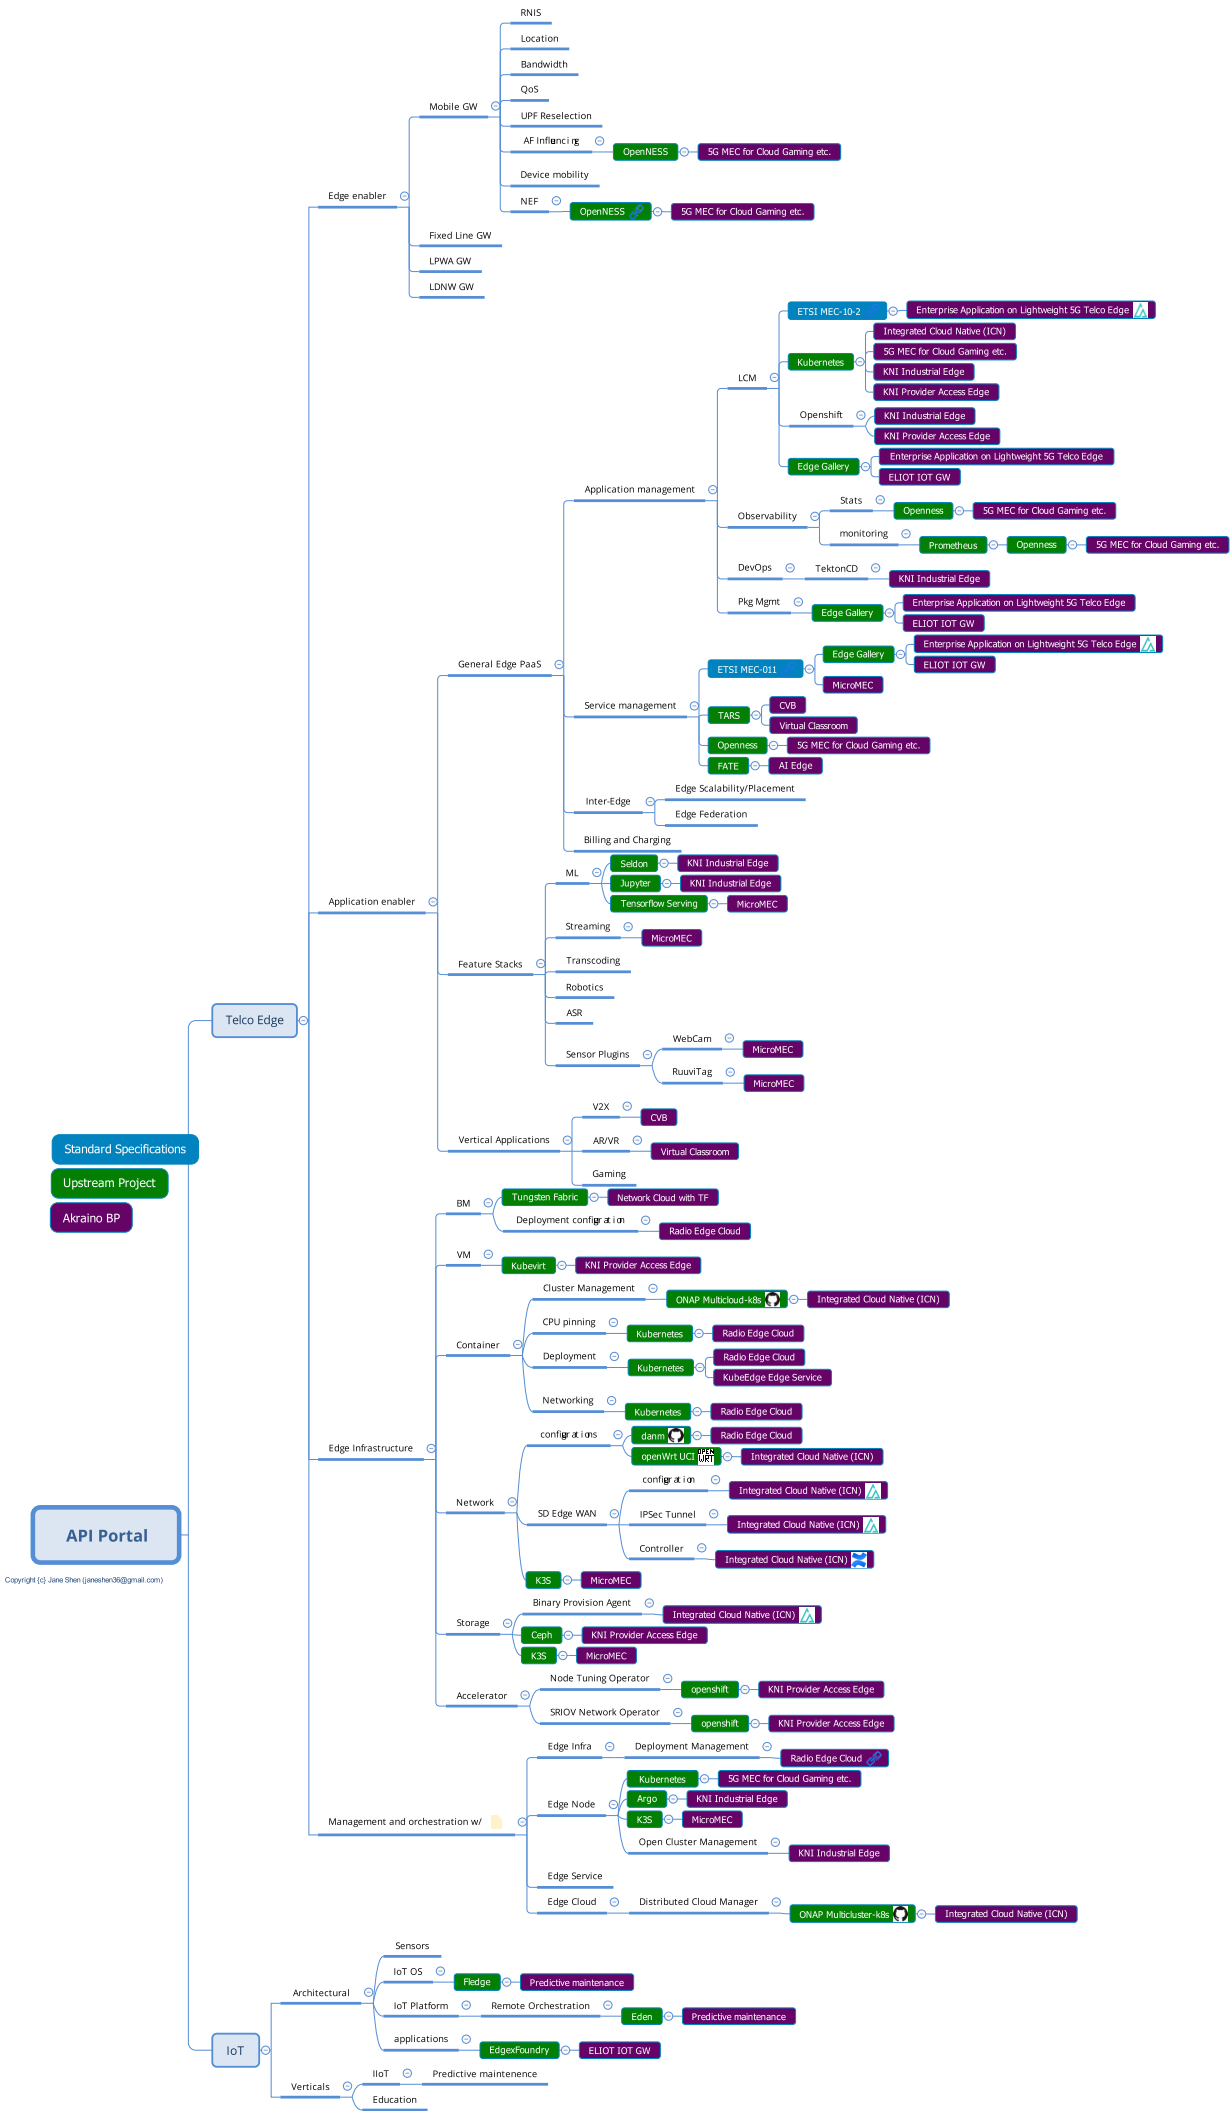 RNIS
Location
Bandwidth
QoS
Mobile GW
UPF Reselection
AF Influencing
OpenNESS
5G MEC for Cloud Gaming etc.
Device mobility
Edge enabler
NEF
OpenNESS
5G MEC for Cloud Gaming etc.
Fixed Line GW
LPWA GW
LDNW GW
ETSI MEC-10-2
Enterprise Application on Lightweight 5G Telco Edge
Integrated Cloud Native (ICN)
5G MEC for Cloud Gaming etc.
Kubernetes
KNI Industrial Edge
LCM
KNI Provider Access Edge
Openshift
KNI Industrial Edge
KNI Provider Access Edge
Edge Gallery
Enterprise Application on Lightweight 5G Telco Edge
ELIOT IOT GW
Application management
Stats
Openness
5G MEC for Cloud Gaming etc.
Observability
monitoring
Prometheus
Openness
5G MEC for Cloud Gaming etc.
DevOps
TektonCD
KNI Industrial Edge
Pkg Mgmt
Edge Gallery
Enterprise Application on Lightweight 5G Telco Edge
ELIOT IOT GW
General Edge PaaS
ETSI MEC-011
Edge Gallery
Enterprise Application on Lightweight 5G Telco Edge
ELIOT IOT GW
MicroMEC
Service management
TARS
CVB
Virtual Classroom
Openness
5G MEC for Cloud Gaming etc.
FATE
AI Edge
Inter-Edge
Edge Scalability/Placement
Edge Federation
Billing and Charging
Application enabler
ML
Seldon
KNI Industrial Edge
Jupyter
KNI Industrial Edge
Tensorflow Serving
MicroMEC
Streaming
MicroMEC
Feature Stacks
Transcoding
Robotics
ASR
Telco Edge
Sensor Plugins
WebCam
MicroMEC
RuuviTag
MicroMEC
V2X
CVB
Vertical Applications
AR/VR
Virtual Classroom
Gaming
Standard Specifications
Upstream Project
Akraino BP
BM
Tungsten Fabric
Network Cloud with TF
Deployment configration
Radio Edge Cloud
VM
Kubevirt
KNI Provider Access Edge
Cluster Management
ONAP Multicloud-k8s
Integrated Cloud Native (ICN)
CPU pinning
Kubernetes
Radio Edge Cloud
Container
Deployment
Kubernetes
Radio Edge Cloud
KubeEdge Edge Service
Networking
Kubernetes
Radio Edge Cloud
Edge Infrastructure
configrations
danm
Radio Edge Cloud
openWrt UCI
OPEN
WRT
Integrated Cloud Native (ICN)
Network
configration
Integrated Cloud Native (ICN)
SD Edge WAN
IPSec Tunnel
Integrated Cloud Native (ICN)
Controller
Integrated Cloud Native (ICN)
K3S
MicroMEC
API Portal
Copyright {c} Jane Shen (janeshen36@gmail.com)
Storage
Binary Provision Agent
Integrated Cloud Native (ICN)
Ceph
KNI Provider Access Edge
K3S
MicroMEC
Accelerator
Node Tuning Operator
openshift
KNI Provider Access Edge
SRIOV Network Operator
openshift
KNI Provider Access Edge
Edge Infra
Deployment Management
Radio Edge Cloud
Management and orchestration w/
Edge Node
Kubernetes
5G MEC for Cloud Gaming etc.
Argo
KNI Industrial Edge
K3S
MicroMEC
Open Cluster Management
KNI Industrial Edge
Edge Service
Edge Cloud
Distributed Cloud Manager
ONAP Multicluster-k8s
Integrated Cloud Native (ICN)
Sensors
IoT OS
Fledge
Predictive maintenance
Architectural
IoT Platform
Remote Orchestration
Eden
Predictive maintenance
applications
EdgexFoundry
ELIOT IOT GW
IoT
Verticals
IIoT
Predictive maintenence
Education